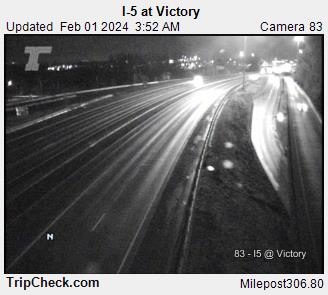 I-5 at Victory
Updated Feb 01 2024 3:52 AM Camera 83
T
N
83 - I5 @ Victory
TripCheck.com Milepost306.80